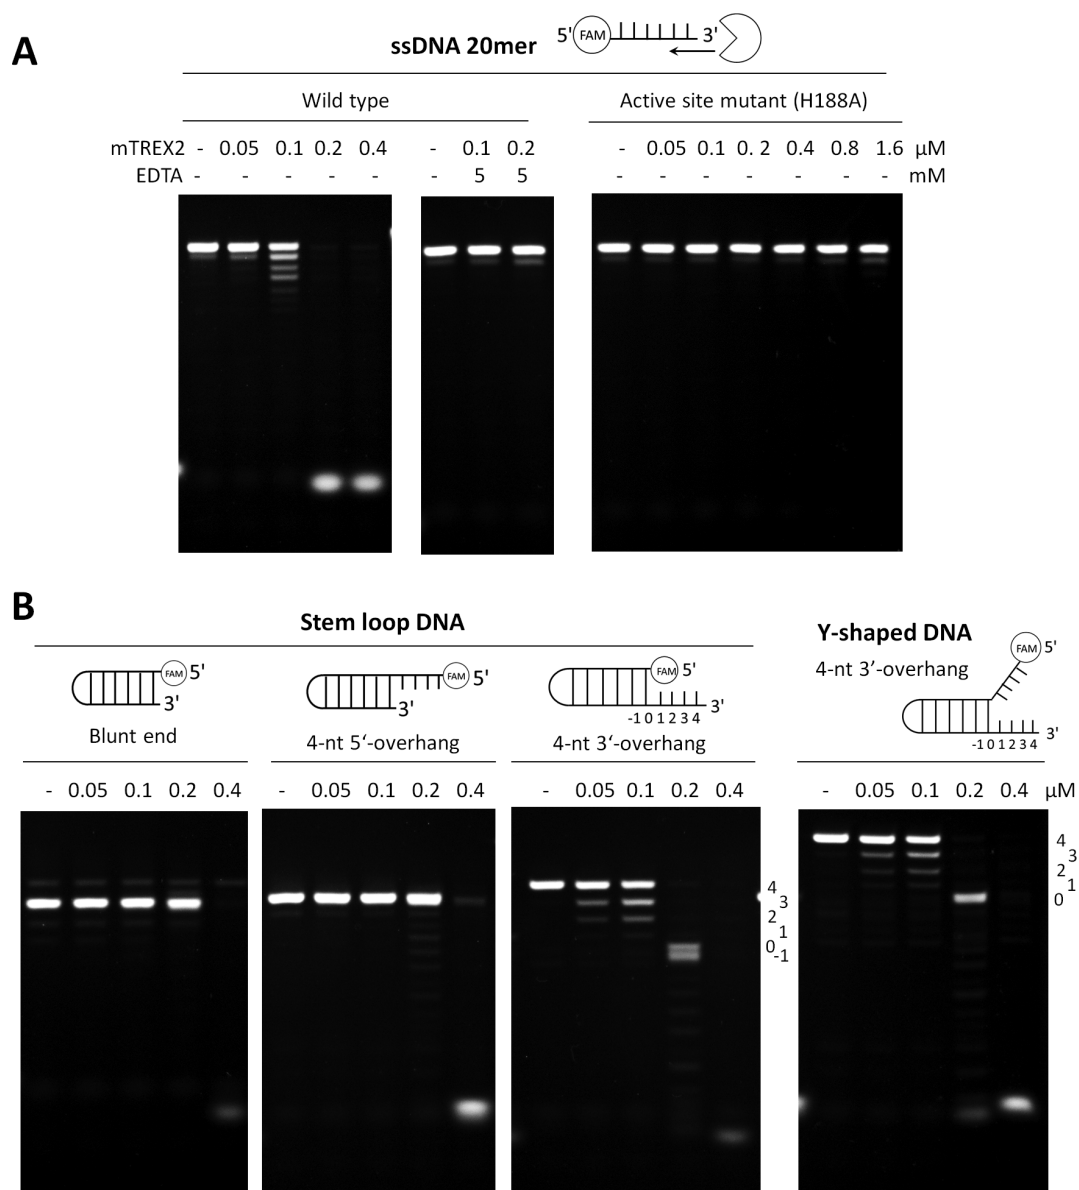 A
ssDNA 20mer 5' FAM 3'
Wild type Active site mutant (H188A)
mTREX2 - 0.05 0.1 0.2 0.4 - 0.1 0.2 - 0.05 0.1 0. 2 0.4 0.8 1.6 μM
EDTA - - - - - - 5 5 - - - - - - - mM
B
Stem loop DNA
FAM 5'
3'
Blunt end
FAM 5'
3'
4-nt 5‘-overhang
FAM 5'
3'
-1 0 1 2 3 4
4-nt 3‘-overhang
Y-shaped DNA
4-nt 3’-overhang
FAM 5'
3'
-1 0 1 2 3 4
- 0.05 0.1 0.2 0.4 - 0.05 0.1 0.2 0.4 - 0.05 0.1 0.2 0.4 - 0.05 0.1 0.2 0.4 μM
4
3
2
1
0
-1
4
3
2
1
0